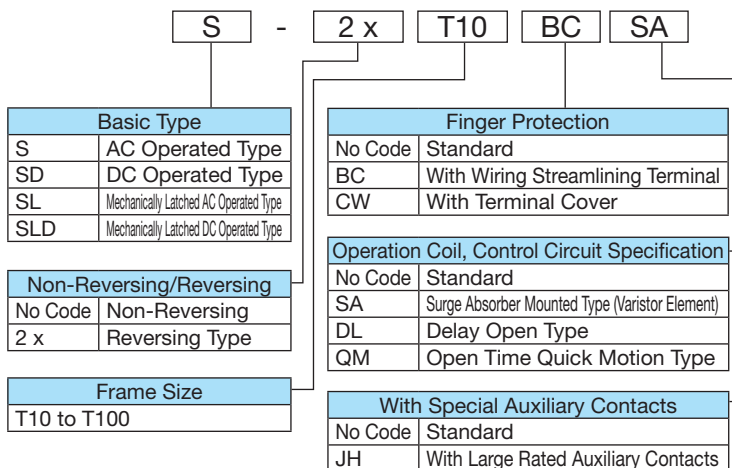 S - 2 x T10 BC SA
Basic Type
S AC Operated Type
SD DC Operated Type
SL Mechanically Latched AC Operated Type
SLD Mechanically Latched DC Operated Type
Non-Reversing/Reversing
No Code Non-Reversing
2 x Reversing Type
Frame Size
T10 to T100
Finger Protection
No Code Standard
BC With Wiring Streamlining Terminal
CW With Terminal Cover
Operation Coil, Control Circuit Specification
No Code Standard
SA Surge Absorber Mounted Type (Varistor Element)
DL Delay Open Type
QM Open Time Quick Motion Type
With Special Auxiliary Contacts
No Code Standard
JH With Large Rated Auxiliary Contacts